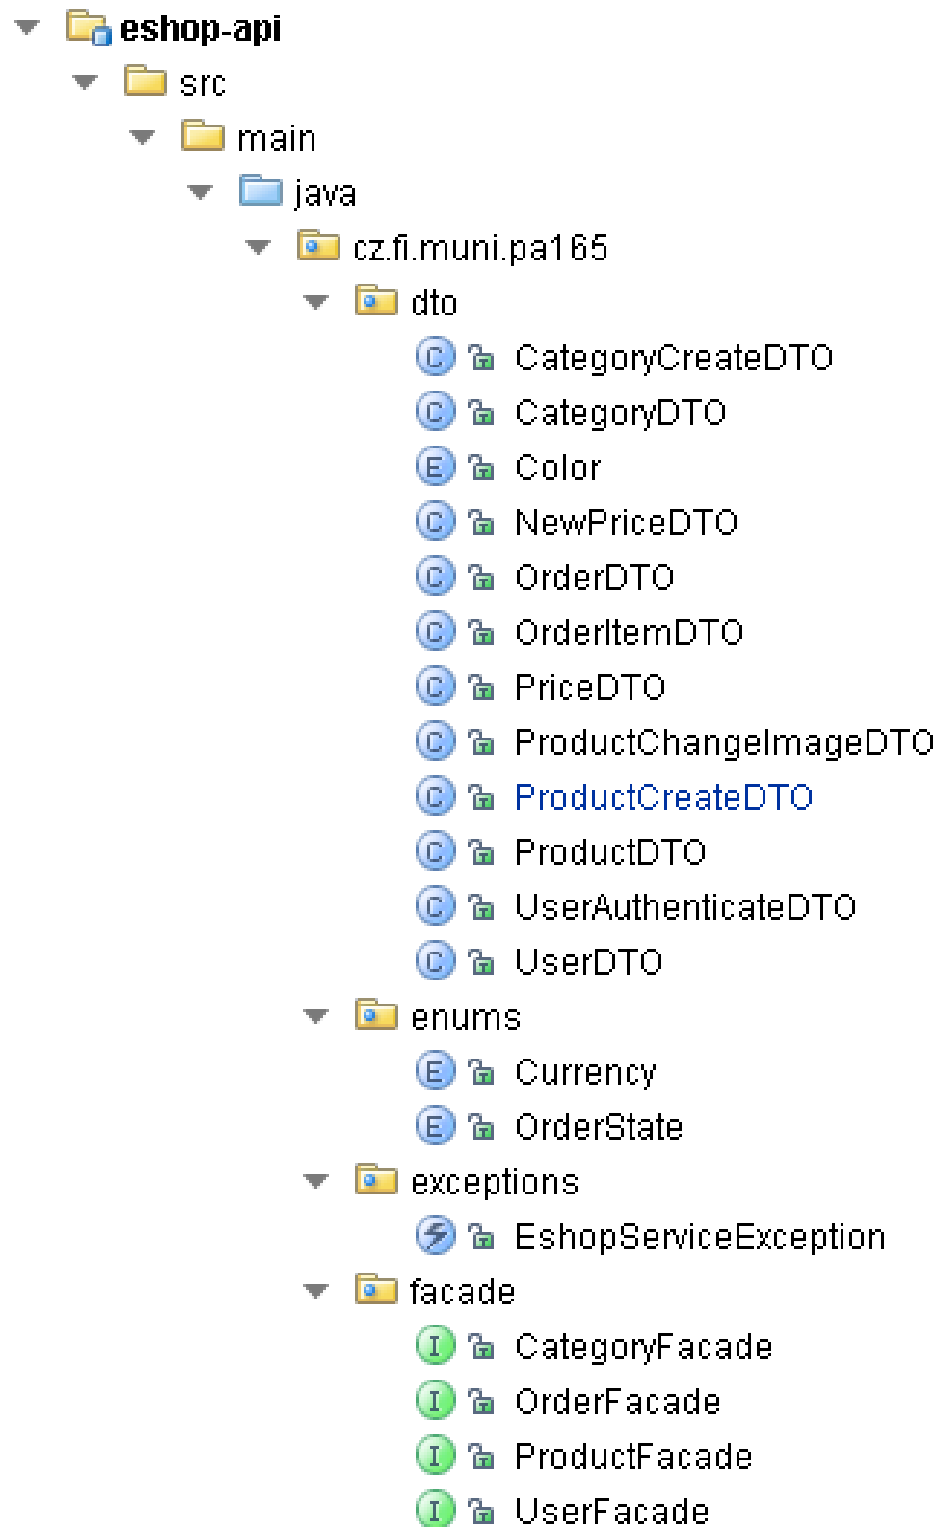 eshop-api
src
main
java
cz.fi.muni.pa165
dto
C CategoryCreateDTO
C CategoryDTO
E Color
C NewPriceDTO
C OrderDTO
C OrderItemDTO
C PriceDTO
C ProductChangeImageDTO
C ProductCreateDTO
C ProductDTO
C UserAuthenticateDTO
C UserDTO
enums
E Currency
E OrderState
exceptions
EshopServiceException
facade
I CategoryFacade
I OrderFacade
I ProductFacade
I UserFacade